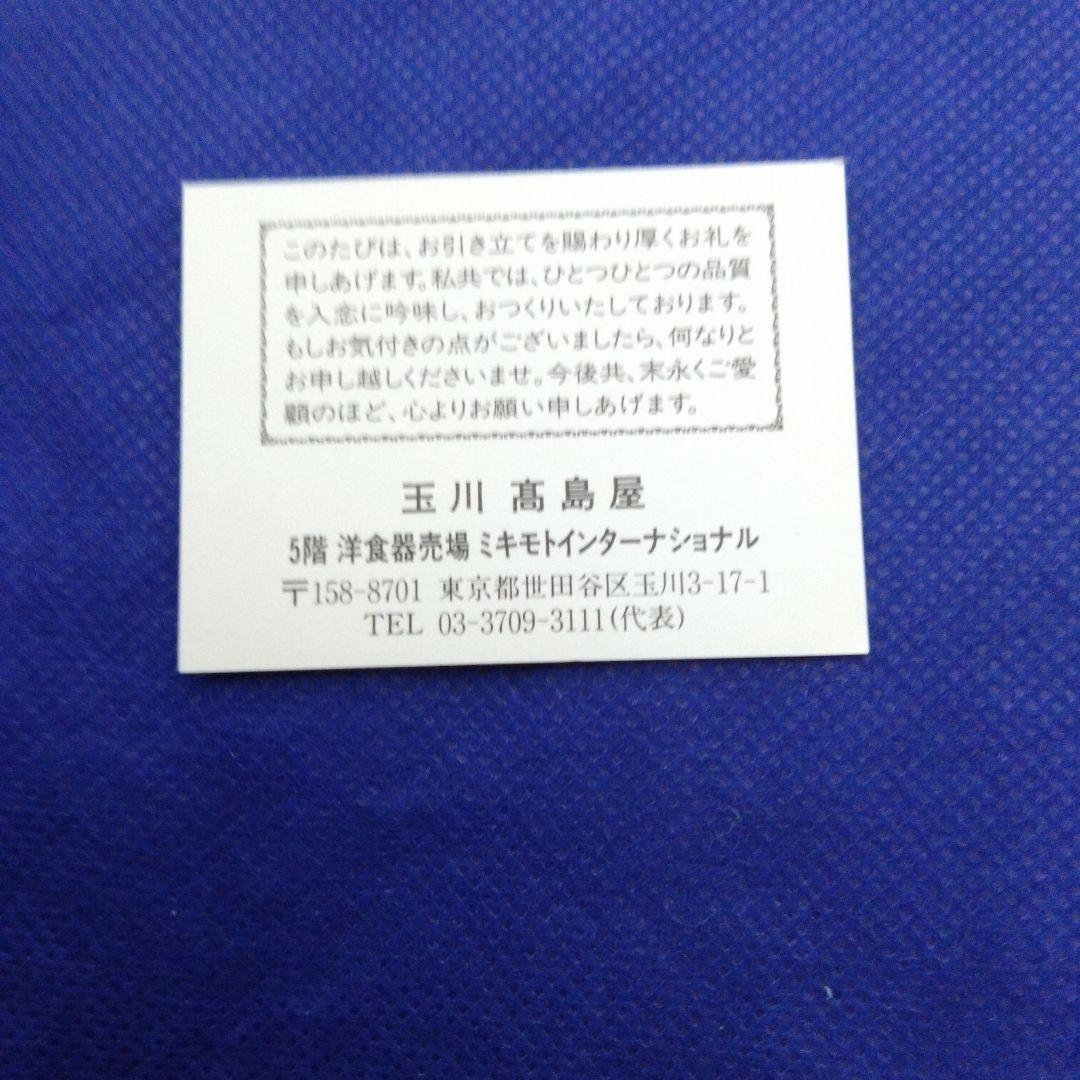 このたびは、お引き立てを賜わり厚くお礼を
申しあげます。私共では、ひとつひとつの品質
を入念に吟味し、おつくりいたしております。
もしお気付きの点がございましたら、何なりと
お申し越しくださいませ。今後共、末永くご愛
顧のほど、心よりお願い申しあげます。
玉川 髙島屋
5階 洋食器売場 ミキモトインターナショナル
〒158-8701 東京都世田谷区玉川3-17-1
TEL 03-3709-3111(代表)